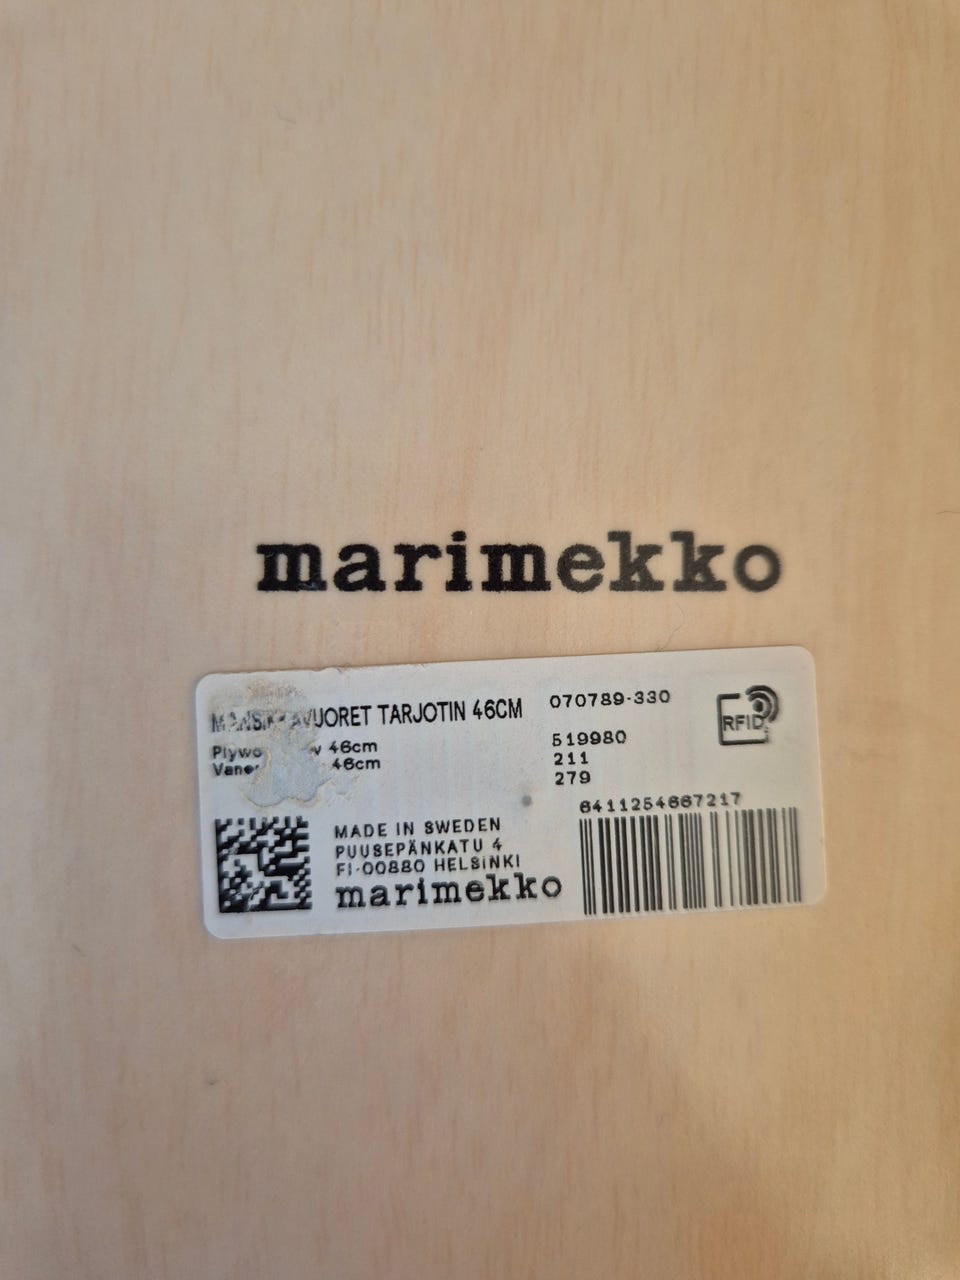 marimekko
TARJOTIN 46CM
070789-330
RFID
46cm
519980
46cm
211
279
6411254667217
MADE IN SWEDEN
PUUSEPÄNKATU 4
FI-00880 HELSINKI
marimekko